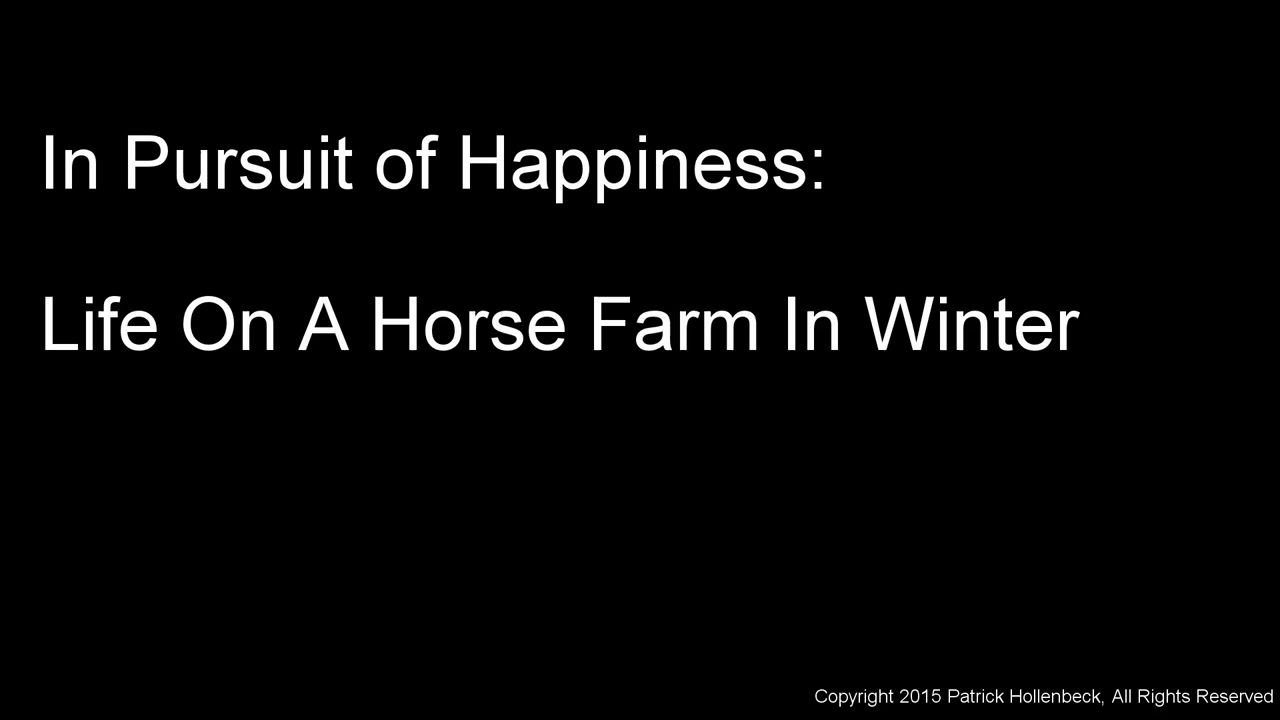 In Pursuit of Happiness:
Life On A Horse Farm In Winter
Copyright 2015 Patrick Hollenbeck, All Rights Reserved